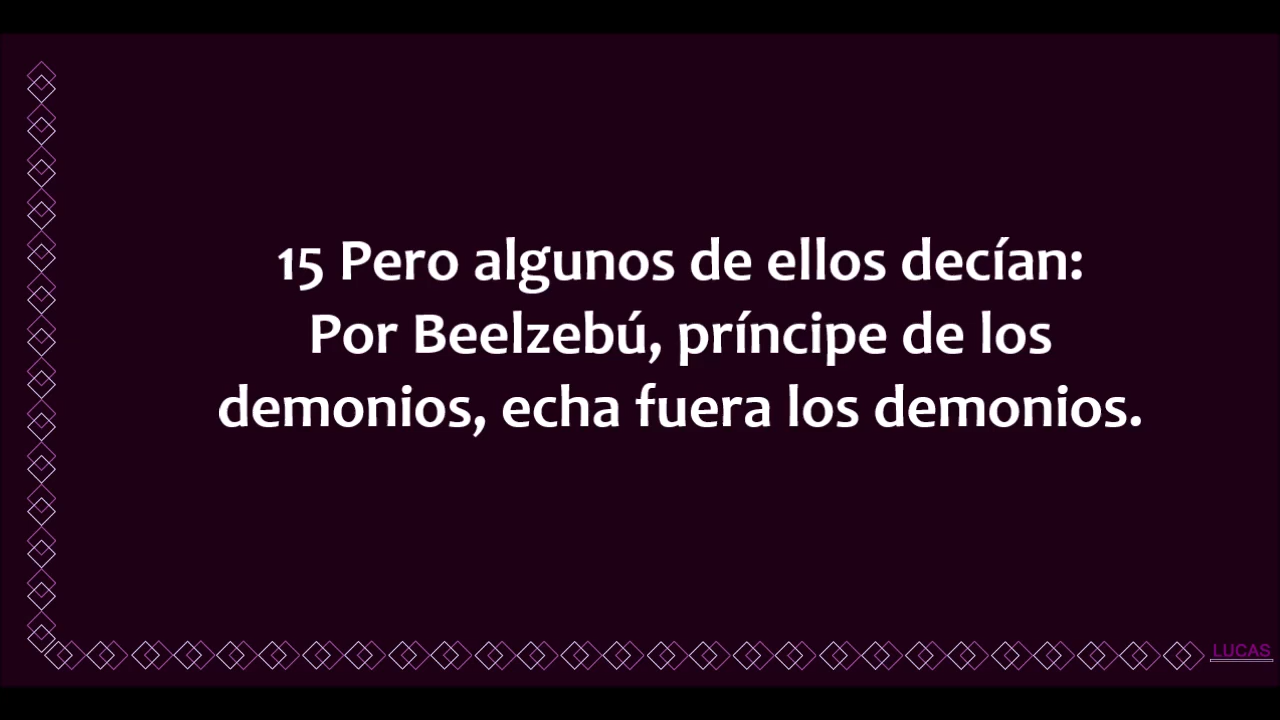 15 Pero algunos de ellos decían:
Por Beelzebú, príncipe de los
demonios, echa fuera los demonios.
LUCAS